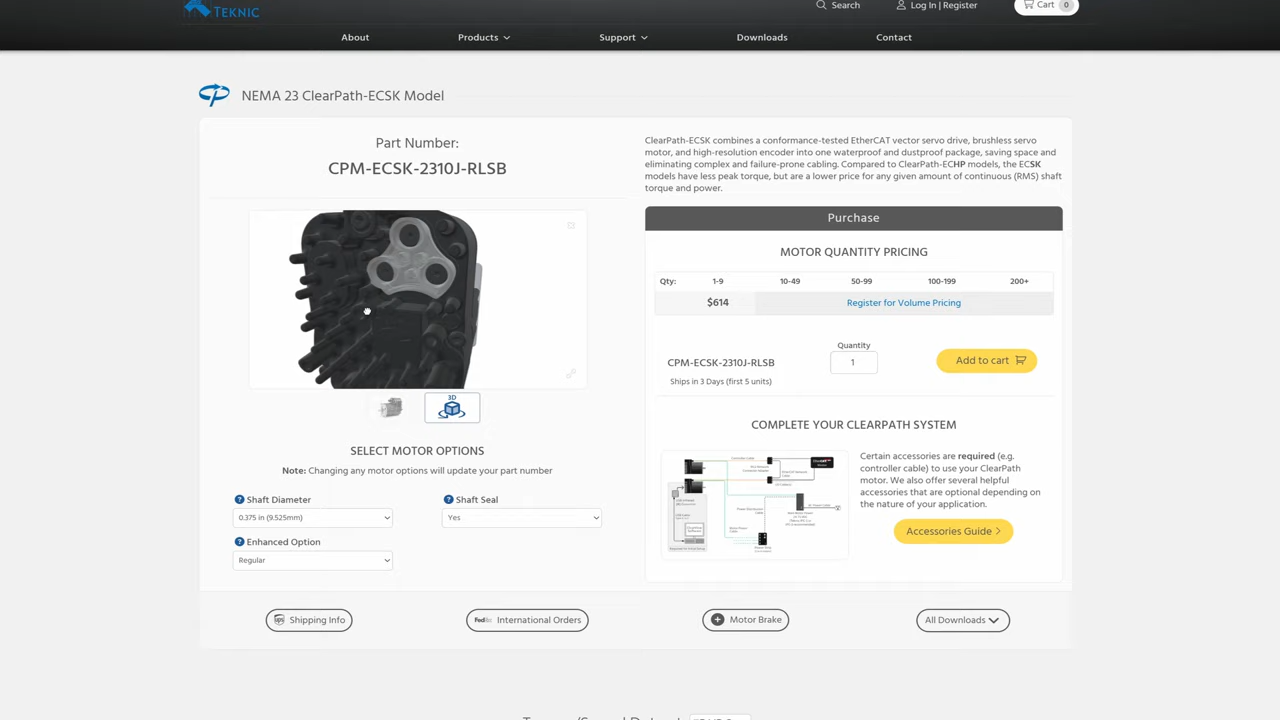 TEKNIC
Search
Log In | Register
Cart 0
About
Products
Support
Downloads
Contact
NEMA 23 ClearPath-ECSK Model
Part Number:
CPM-ECSK-2310J-RLSB
3D
SELECT MOTOR OPTIONS
Note: Changing any motor options will update your part number
? Shaft Diameter
0.375 in (9.525mm)
? Shaft Seal
Yes
? Enhanced Option
Regular
ClearPath-ECSK combines a conformance-tested EtherCAT vector servo drive, brushless servo
motor, and high-resolution encoder into one waterproof and dustproof package, saving space and
eliminating complex and failure-prone cabling. Compared to ClearPath-ECHP models, the ECSK
models have less peak torque, but are a lower price for any given amount of continuous (RMS) shaft
torque and power.
Purchase
MOTOR QUANTITY PRICING
Qty: 1-9 10-49 50-99 100-199 200+
$614 Register for Volume Pricing
Quantity
CPM-ECSK-2310J-RLSB
1
Add to cart
Ships in 3 Days (first 5 units)
COMPLETE YOUR CLEARPATH SYSTEM
Certain accessories are required (e.g.
controller cable) to use your ClearPath
motor. We also offer several helpful
accessories that are optional depending on
the nature of your application.
Accessories Guide
Shipping Info
FedEx International Orders
Motor Brake
All Downloads